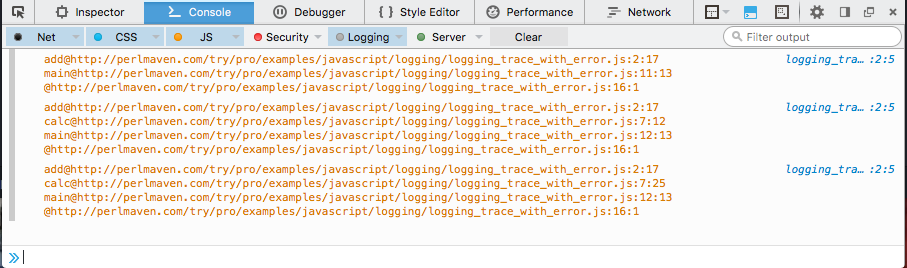 Inspector Console Debugger Style Editor Performance Network
Net CSS JS Security Logging Server Clear Filter output
add@http://perlmaven.com/try/pro/examples/javascript/logging/logging_trace_with_error.js:2:17 logging_tra… :2:5
main@http://perlmaven.com/try/pro/examples/javascript/logging/logging_trace_with_error.js:11:13
@http://perlmaven.com/try/pro/examples/javascript/logging/logging_trace_with_error.js:16:1
add@http://perlmaven.com/try/pro/examples/javascript/logging/logging_trace_with_error.js:2:17 logging_tra… :2:5
calc@http://perlmaven.com/try/pro/examples/javascript/logging/logging_trace_with_error.js:7:12
main@http://perlmaven.com/try/pro/examples/javascript/logging/logging_trace_with_error.js:12:13
@http://perlmaven.com/try/pro/examples/javascript/logging/logging_trace_with_error.js:16:1
add@http://perlmaven.com/try/pro/examples/javascript/logging/logging_trace_with_error.js:2:17 logging_tra… :2:5
calc@http://perlmaven.com/try/pro/examples/javascript/logging/logging_trace_with_error.js:7:25
main@http://perlmaven.com/try/pro/examples/javascript/logging/logging_trace_with_error.js:12:13
@http://perlmaven.com/try/pro/examples/javascript/logging/logging_trace_with_error.js:16:1